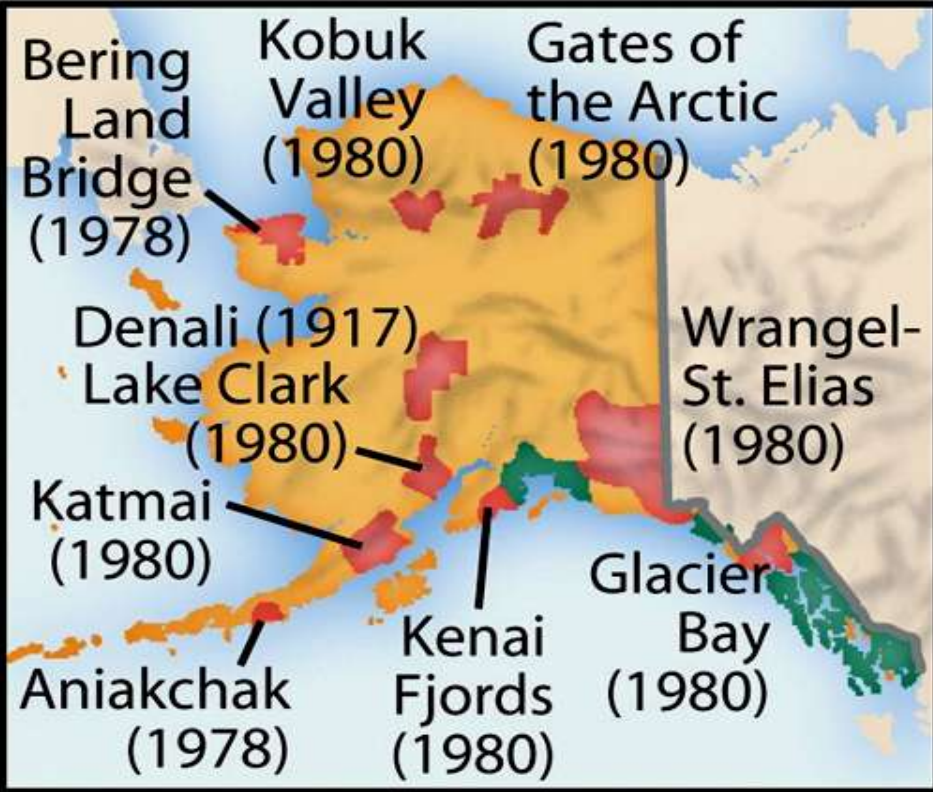 Bering
Land
Bridge
(1978)
Kobuk
Valley
(1980)
Gates of
the Arctic
(1980)
Denali (1917)
Lake Clark
(1980)
Wrangel-
St. Elias
(1980)
Katmai
(1980)
Glacier
Bay
(1980)
Kenai
Fjords
(1980)
Aniakchak
(1978)